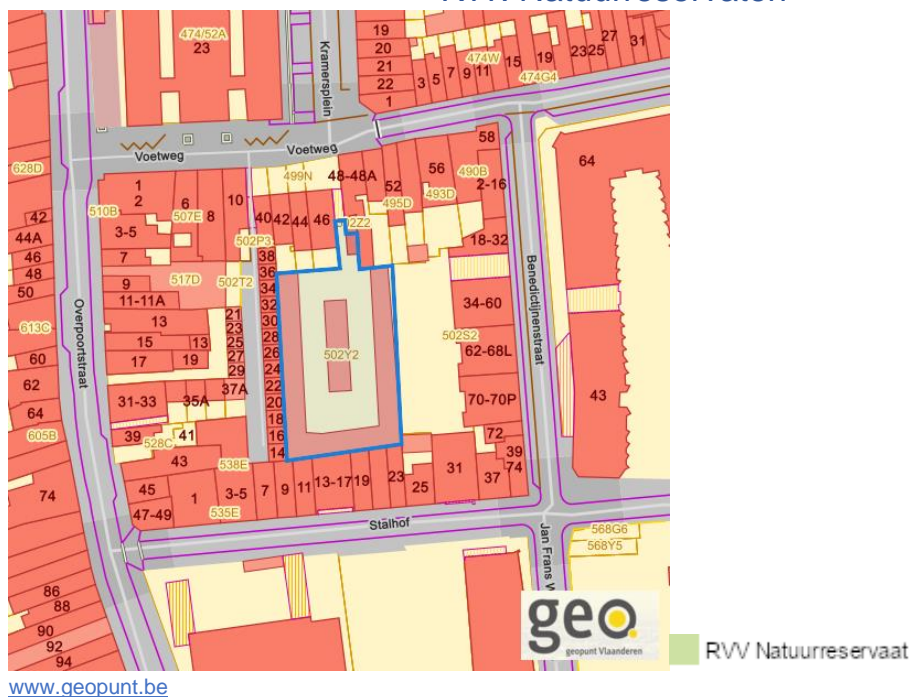 RVV Natuurreservaten
474/52A
23
Kramersplein
19
20
21
22
1
3 5 7 9 11 15 19 23 25 27 31
474W
474G4
Voetweg
Voetweg
628D
42
44A
46
48
50
613C
60
62
64
605B
74
86
88
90
92
94
Overpoortstraat
1
2
510B
3-5
7
6
507E
8
10
9
11-11A
517D
13
15
13
17
19
31-33
35A
37A
39
41
528C
43
45
47-49
1
3-5
538E
535E
502P3
502T2
21
23
25
27
29
499N
40 42 44 46
38
36
34
32
30
28
26
24
22
20
18
16
14
48-48A
52
56
58
490B
2-16
495D
493D
502Z2
18-32
34-60
502S2
62-68L
70-70P
72
39
74
502Y2
7 9 11 13-17 19 23 25 31 37
Stalhof
Benedictijnenstraat
64
43
Jan Frans W
568G6
568Y5
geo
geopunt Vlaanderen
RVV Natuurreservaat
www.geopunt.be